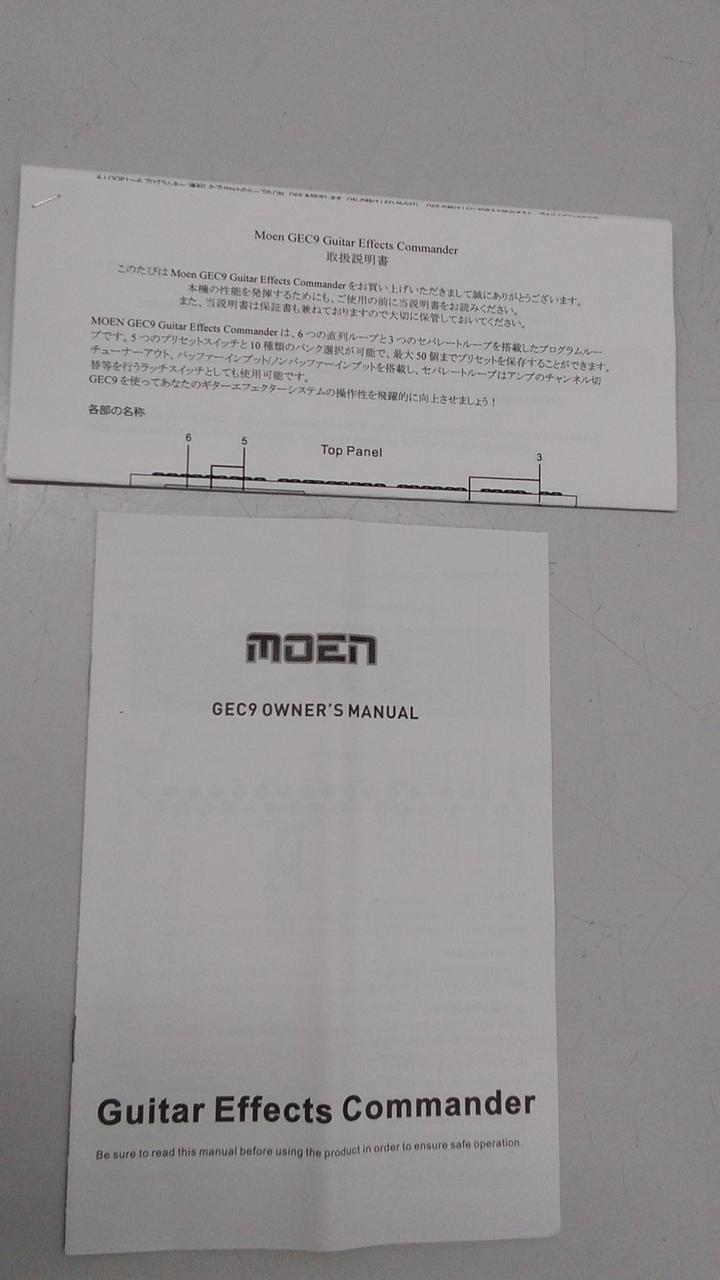 Moen GEC9 Guitar Effects Commander
取扱説明書
このたびは Moen GEC9 Guitar Effects Commander をお買い上げいただきまして誠にありがとうございます。
本機の性能を発揮するためにも、ご使用の前に当説明書をお読みください。
また、当説明書は保証書も兼ねておりますので大切に保管しておいてください。
MOEN GEC9 Guitar Effects Commander は、6 つの直列ループと 3 つのセパレートループを搭載したプログラムルー
プです。5 つのプリセットスイッチと 10 種類のバンク選択が可能で、最大 50 個までプリセットを保存することができます。
チューナーアウト、バッファーインプット/ノンバッファーインプットを搭載し、セパレートループはアンプのチャンネル切
替等を行うラッチスイッチとしても使用可能です。
GEC9 を使ってあなたのギターエフェクターシステムの操作性を飛躍的に向上させましょう！
各部の名称
6 5 Top Panel 3
MOEN
GEC9 OWNER'S MANUAL
Guitar Effects Commander
Be sure to read this manual before using the product in order to ensure safe operation.